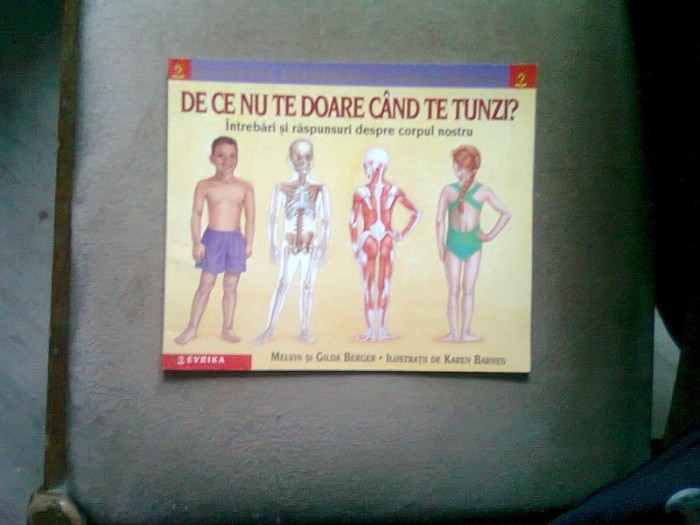 DE CE NU TE DOARE CÂND TE TUNZI?
Întrebări și răspunsuri despre corpul nostru
EVRIKA
MELVIN ȘI GILDA BERGER • ILUSTRAȚII DE KAREN BARNES